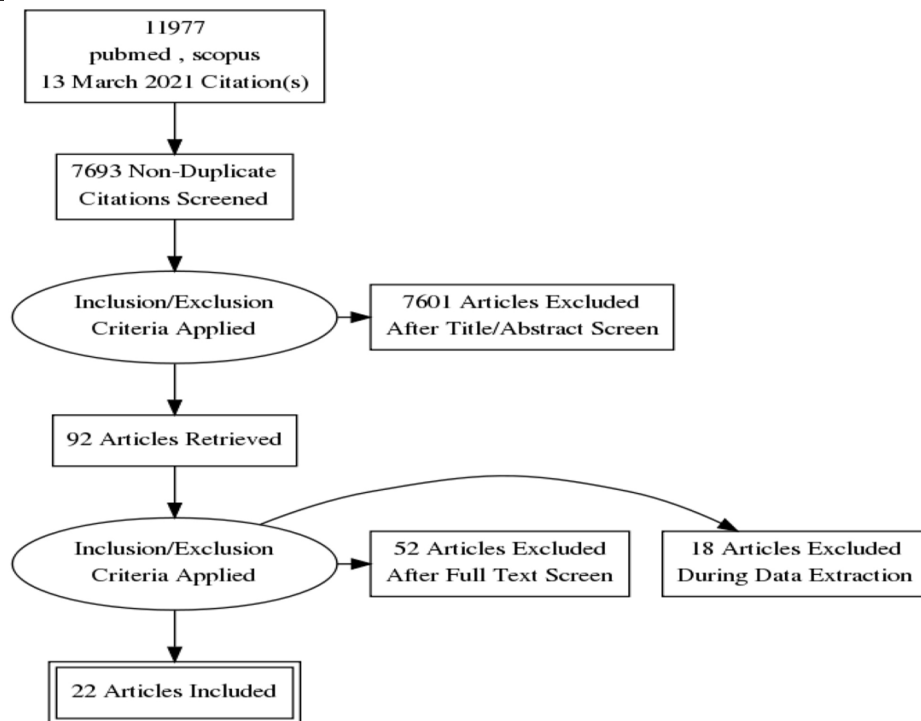 11977
pubmed , scopus
13 March 2021 Citation(s)
7693 Non-Duplicate
Citations Screened
Inclusion/Exclusion
Criteria Applied
7601 Articles Excluded
After Title/Abstract Screen
92 Articles Retrieved
Inclusion/Exclusion
Criteria Applied
52 Articles Excluded
After Full Text Screen
18 Articles Excluded
During Data Extraction
22 Articles Included